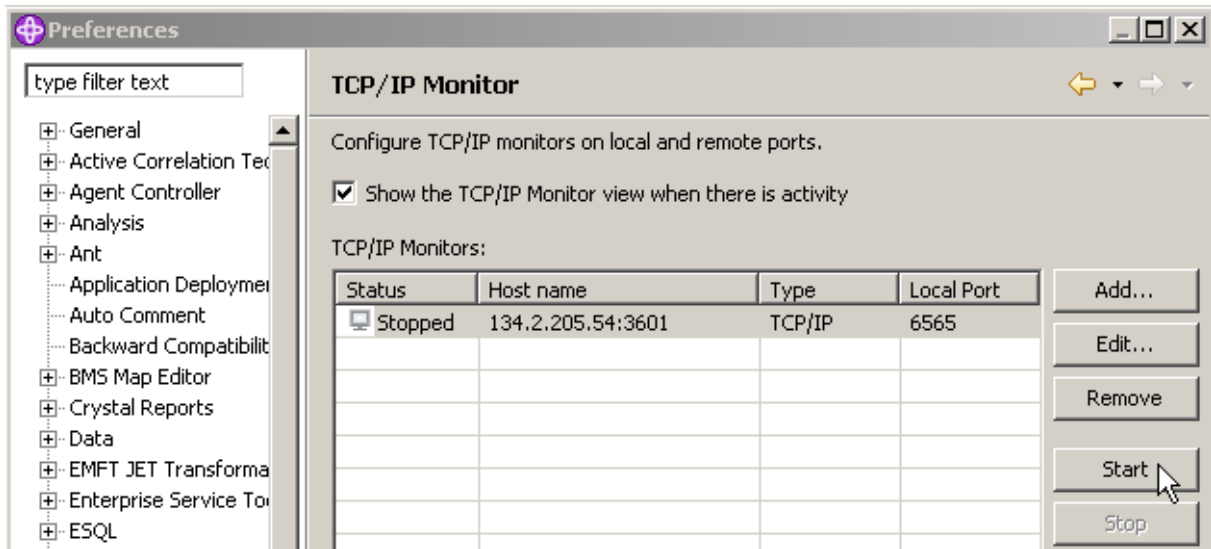 Preferences
type filter text
TCP/IP Monitor
General
Active Correlation Tec
Agent Controller
Analysis
Ant
Application Deploymei
Auto Comment
Backward Compatibilit
BMS Map Editor
Crystal Reports
Data
EMFT JET Transforma
Enterprise Service Too
ESQL
Configure TCP/IP monitors on local and remote ports.
Show the TCP/IP Monitor view when there is activity
TCP/IP Monitors:
Status Host name Type Local Port
Stopped 134.2.205.54:3601 TCP/IP 6565
Add...
Edit...
Remove
Start
Stop